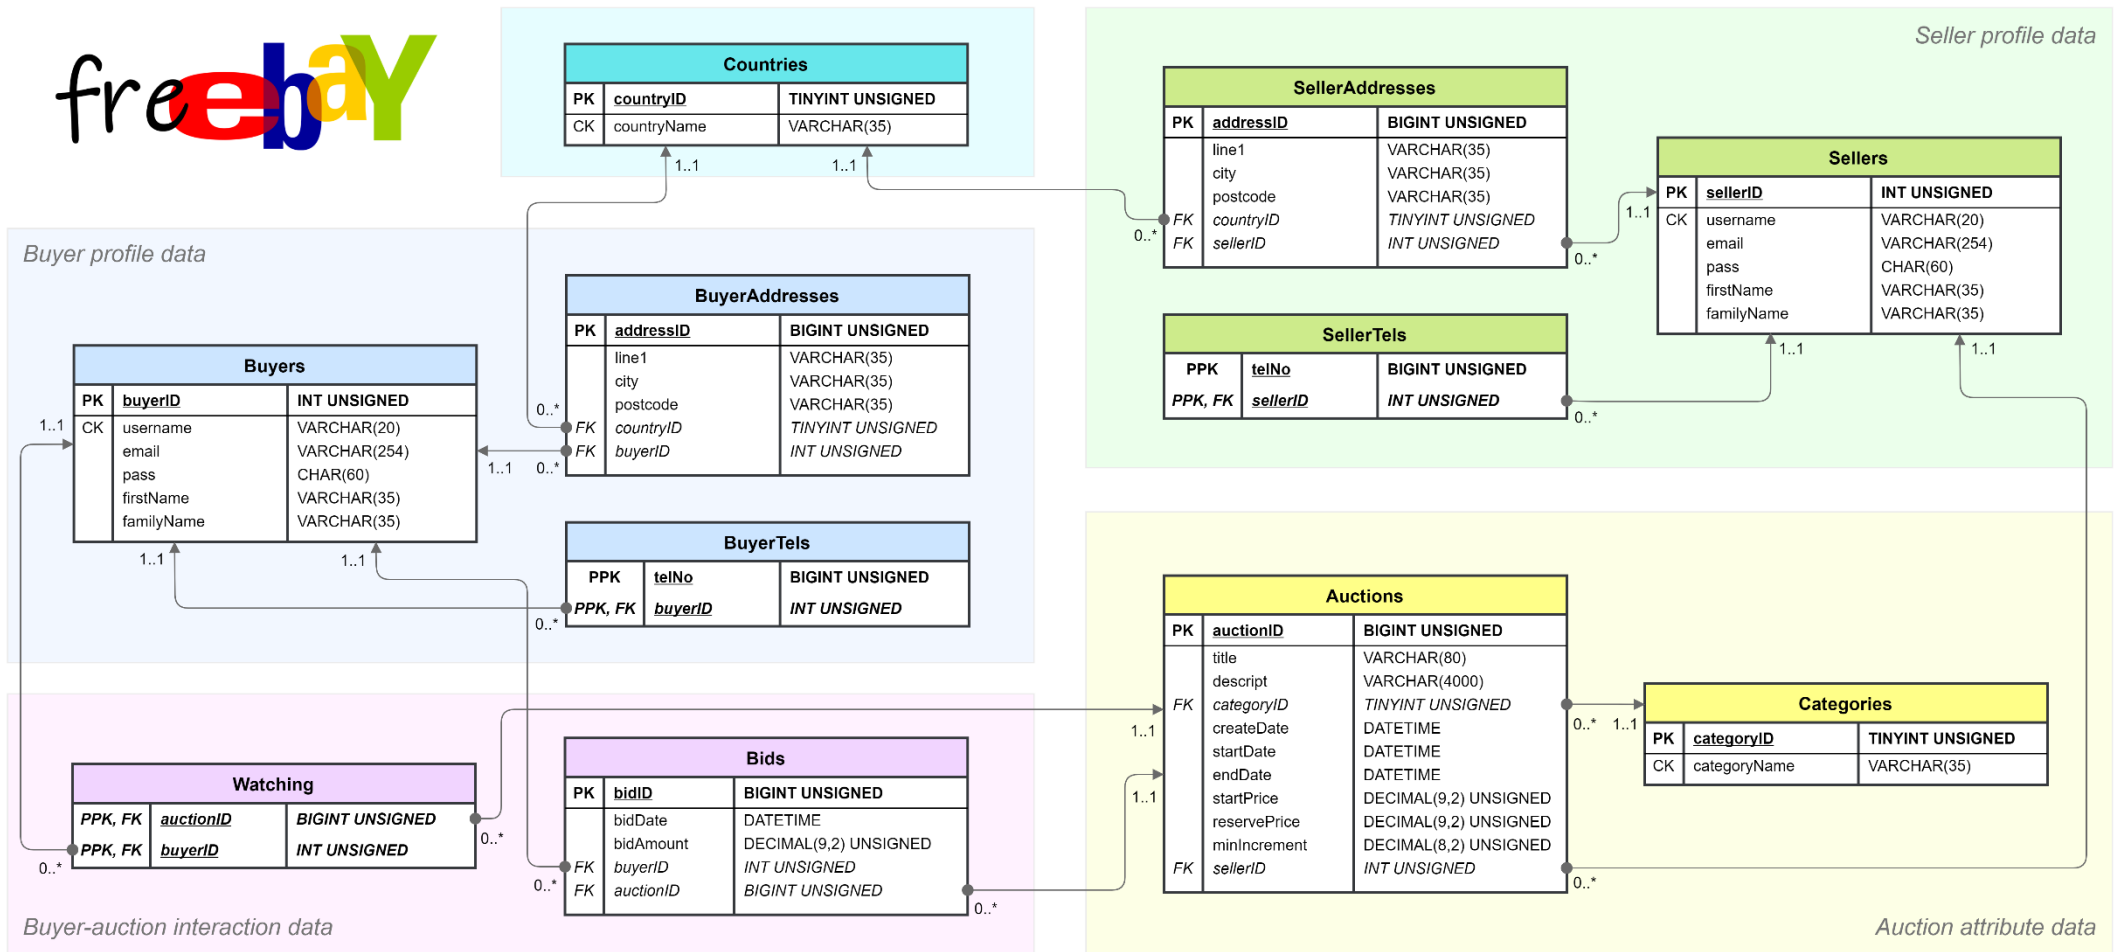 freebay
Countries
PK countryID TINYINT UNSIGNED
CK countryName VARCHAR(35)
1..1
1..1
Seller profile data
SellerAddresses
PK addressID BIGINT UNSIGNED
line1 VARCHAR(35)
city VARCHAR(35)
postcode VARCHAR(35)
FK countryID TINYINT UNSIGNED
FK sellerID INT UNSIGNED
0..*
0..*
1..1
Sellers
PK sellerID INT UNSIGNED
CK username VARCHAR(20)
email VARCHAR(254)
pass CHAR(60)
firstName VARCHAR(35)
familyName VARCHAR(35)
1..1
1..1
SellerTels
PPK telNo BIGINT UNSIGNED
PPK, FK sellerID INT UNSIGNED
0..*
Buyer profile data
BuyerAddresses
PK addressID BIGINT UNSIGNED
line1 VARCHAR(35)
city VARCHAR(35)
postcode VARCHAR(35)
FK countryID TINYINT UNSIGNED
FK buyerID INT UNSIGNED
0..*
1..1 0..*
Buyers
PK buyerID INT UNSIGNED
CK username VARCHAR(20)
email VARCHAR(254)
pass CHAR(60)
firstName VARCHAR(35)
familyName VARCHAR(35)
1..1
1..1
1..1
BuyerTels
PPK telNo BIGINT UNSIGNED
PPK, FK buyerID INT UNSIGNED
0..*
Watching
PPK, FK auctionID BIGINT UNSIGNED
PPK, FK buyerID INT UNSIGNED
0..*
0..*
Bids
PK bidID BIGINT UNSIGNED
bidDate DATETIME
bidAmount DECIMAL(9,2) UNSIGNED
FK buyerID INT UNSIGNED
FK auctionID BIGINT UNSIGNED
0..*
0..*
Buyer-auction interaction data
1..1
1..1
Auctions
PK auctionID BIGINT UNSIGNED
title VARCHAR(80)
descript VARCHAR(4000)
FK categoryID TINYINT UNSIGNED
createDate DATETIME
startDate DATETIME
endDate DATETIME
startPrice DECIMAL(9,2) UNSIGNED
reservePrice DECIMAL(9,2) UNSIGNED
minIncrement DECIMAL(8,2) UNSIGNED
FK sellerID INT UNSIGNED
0..* 1..1
0..*
Categories
PK categoryID TINYINT UNSIGNED
CK categoryName VARCHAR(35)
Auction attribute data